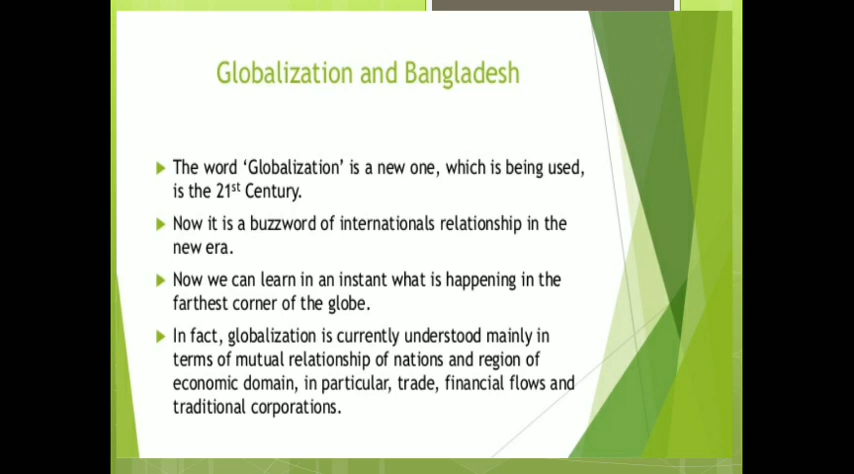 Globalization and Bangladesh
The word ‘Globalization’ is a new one, which is being used,
is the 21st Century.
Now it is a buzzword of internationals relationship in the
new era.
Now we can learn in an instant what is happening in the
farthest corner of the globe.
In fact, globalization is currently understood mainly in
terms of mutual relationship of nations and region of
economic domain, in particular, trade, financial flows and
traditional corporations.